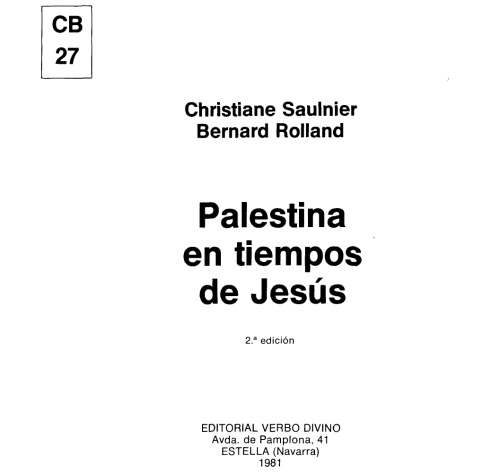 CB
27
Christiane Saulnier
Bernard Rolland
Palestina
en tiempos
de Jesús
2.ª edición
EDITORIAL VERBO DIVINO
Avda. de Pamplona, 41
ESTELLA (Navarra)
1981